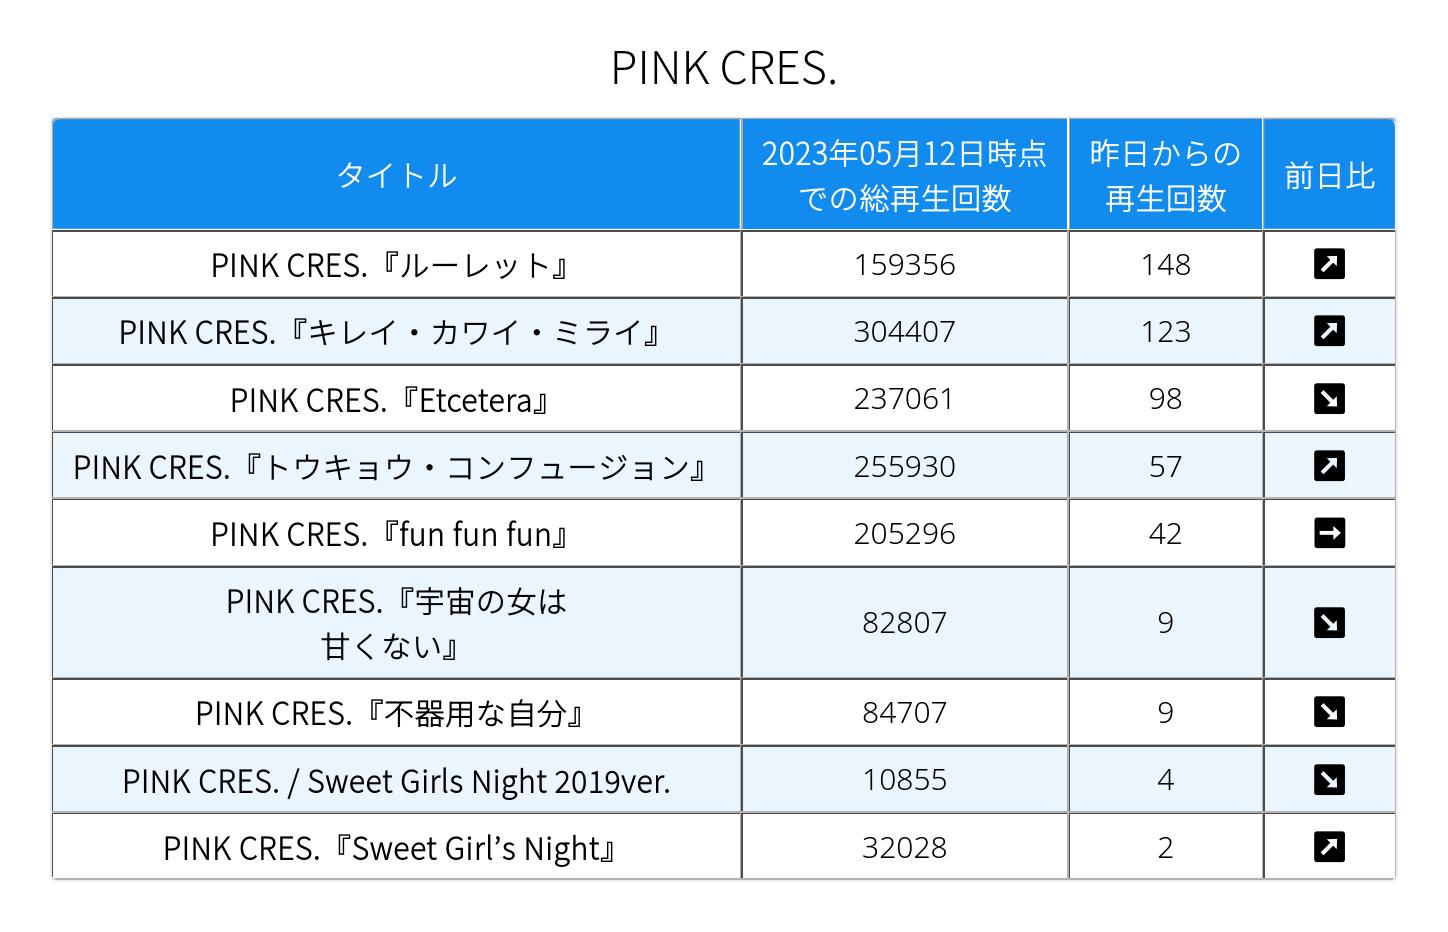 PINK CRES.
タイトル
2023年05月12日時点
での総再生回数
昨日からの
再生回数
前日比
PINK CRES.『ルーレット』 159356 148 ↗
PINK CRES.『キレイ・カワイ・ミライ』 304407 123 ↗
PINK CRES.『Etcetera』 237061 98 ↘
PINK CRES.『トウキョウ・コンフュージョン』 255930 57 ↗
PINK CRES.『fun fun fun』 205296 42 →
PINK CRES.『宇宙の女は
甘くない』 82807 9 ↘
PINK CRES.『不器用な自分』 84707 9 ↘
PINK CRES. / Sweet Girls Night 2019ver. 10855 4 ↘
PINK CRES.『Sweet Girl’s Night』 32028 2 ↗